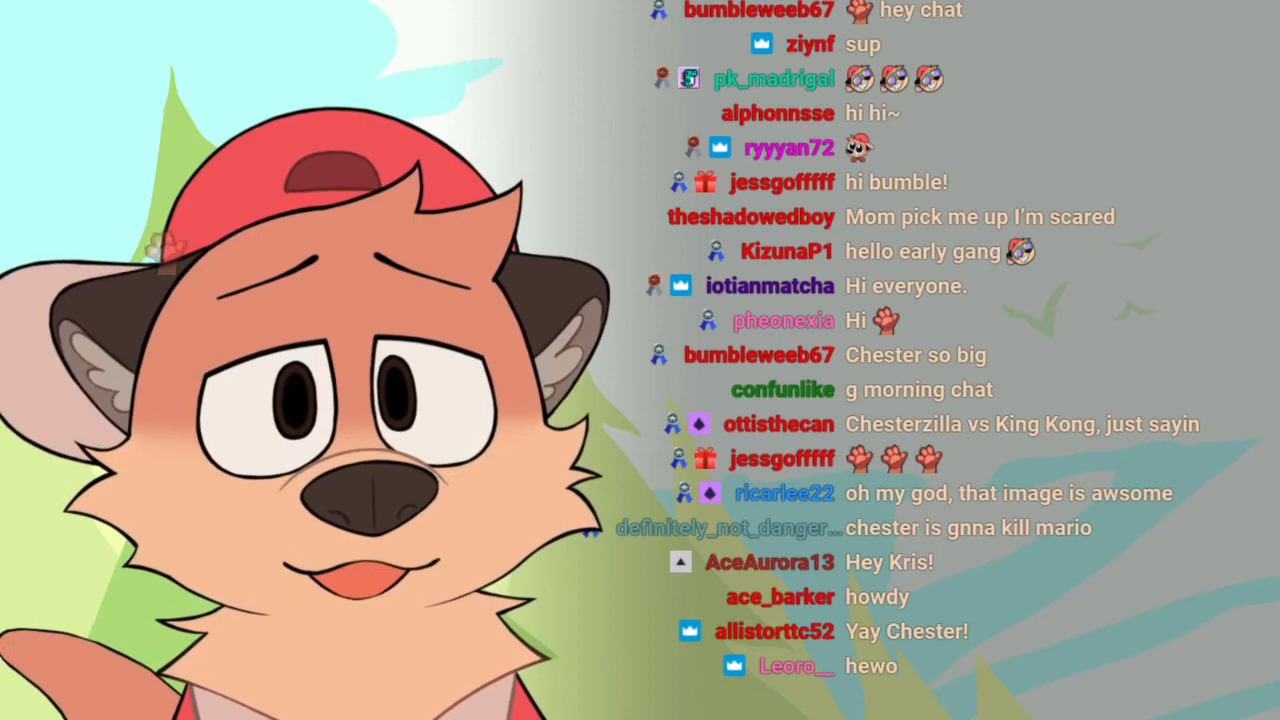 bumbleweeb67 hey chat
ziynf sup
pk_madrigal
alphonnsse hi hi~
ryyyan72
jessgofffff hi bumble!
theshadowedboy Mom pick me up I'm scared
KizunaP1 hello early gang
iotianmatcha Hi everyone.
pheonexia Hi
bumbleweeb67 Chester so big
confunlike g morning chat
ottisthecan Chesterzilla vs King Kong, just sayin
jessgofffff
ricarlee22 oh my god, that image is awsome
definitely_not_danger... chester is gnna kill mario
AceAurora13 Hey Kris!
ace_barker howdy
allistorttc52 Yay Chester!
Leoro__ hewo